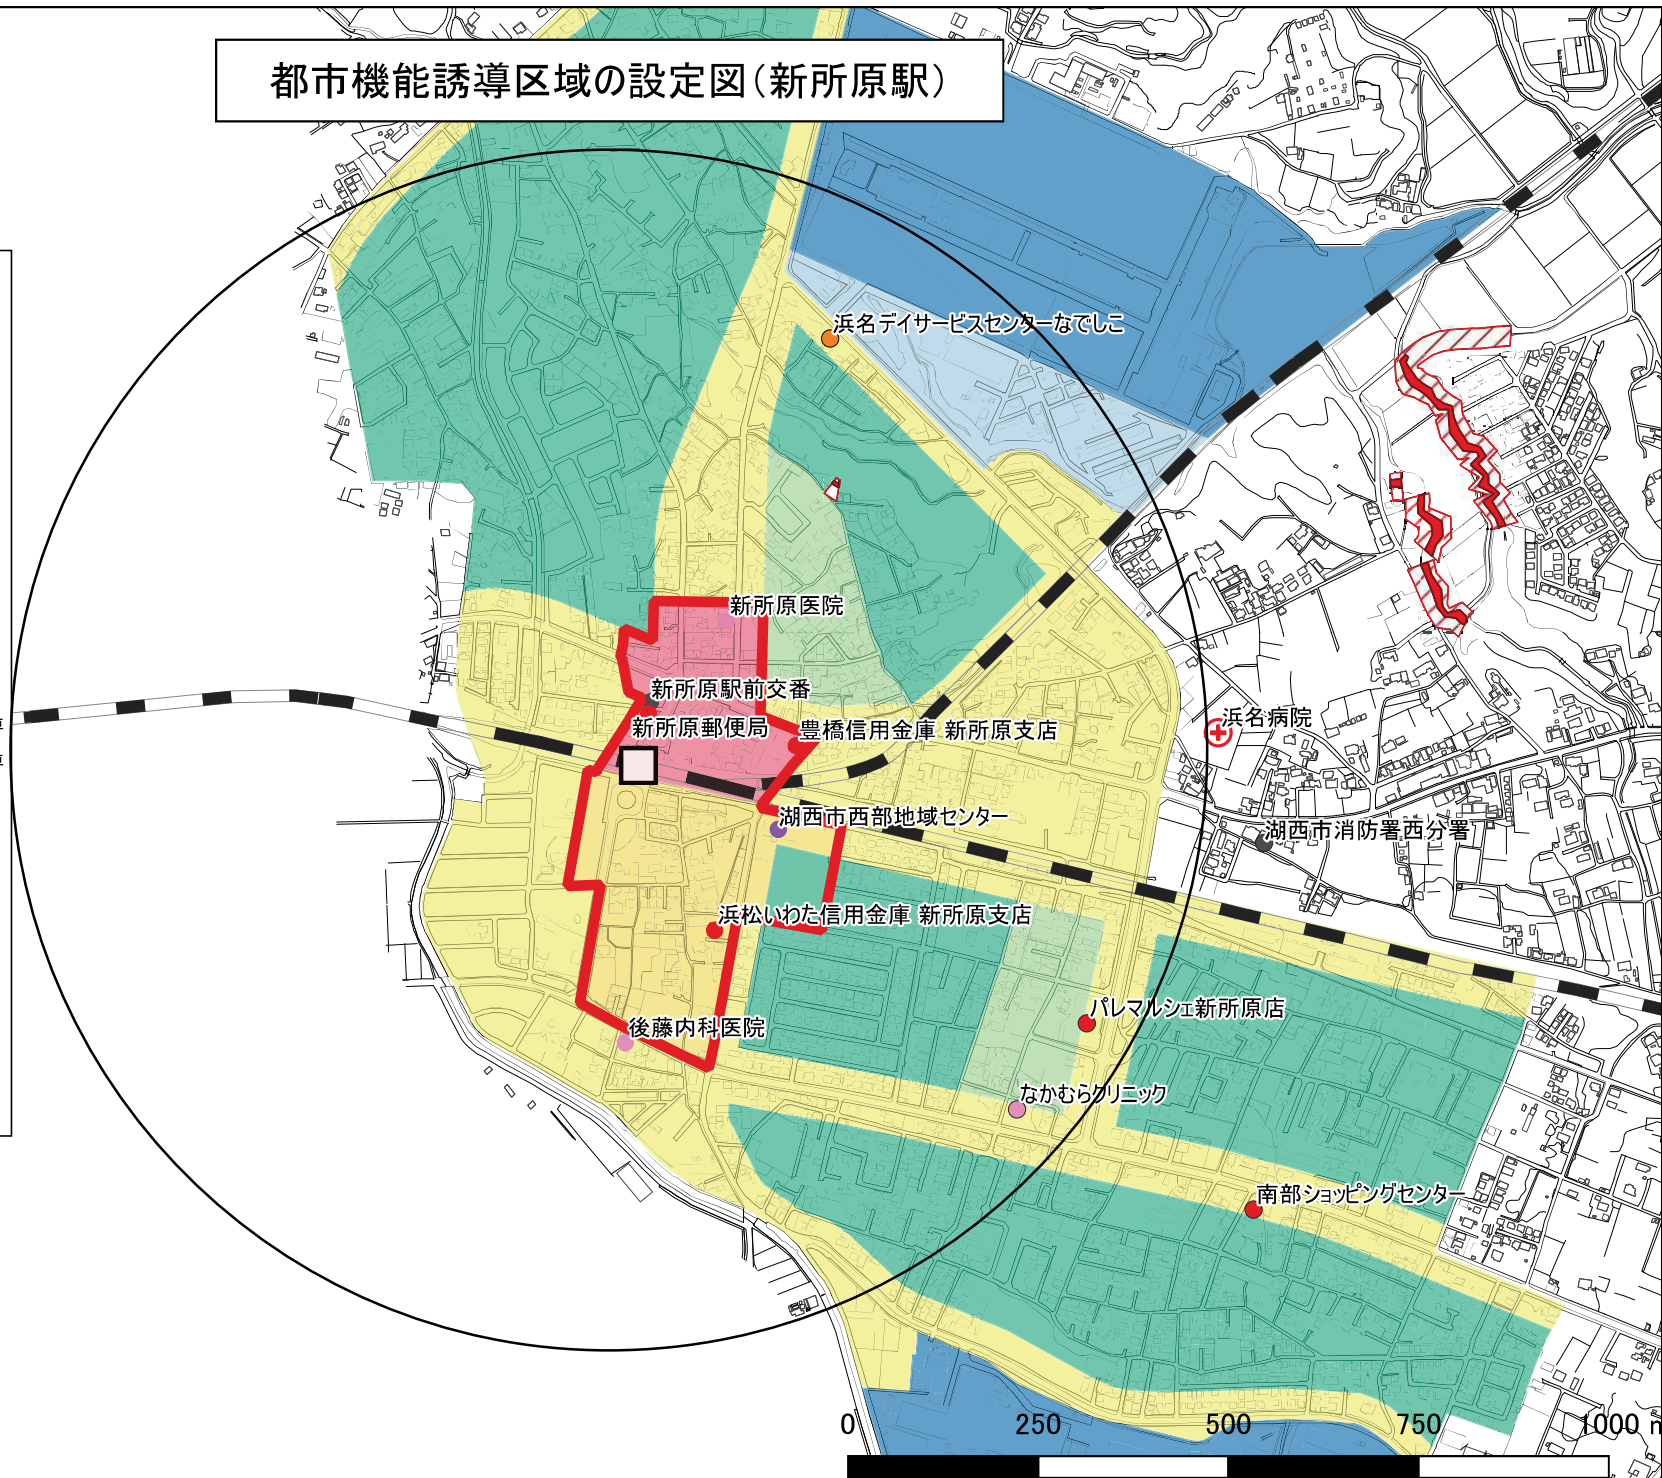 都市機能誘導区域の設定図（新所原駅）
浜名デイサービスセンターなでしこ
新所原医院
新所原駅前交番
新所原郵便局
豊橋信用金庫 新所原支店
浜名病院
湖西市西部地域センター
湖西市消防署西分署
浜松いわた信用金庫 新所原支店
パレマルシェ新所原店
後藤内科医院
なかむらクリニック
南部ショッピングセンター
0 250 500 750 1000 m